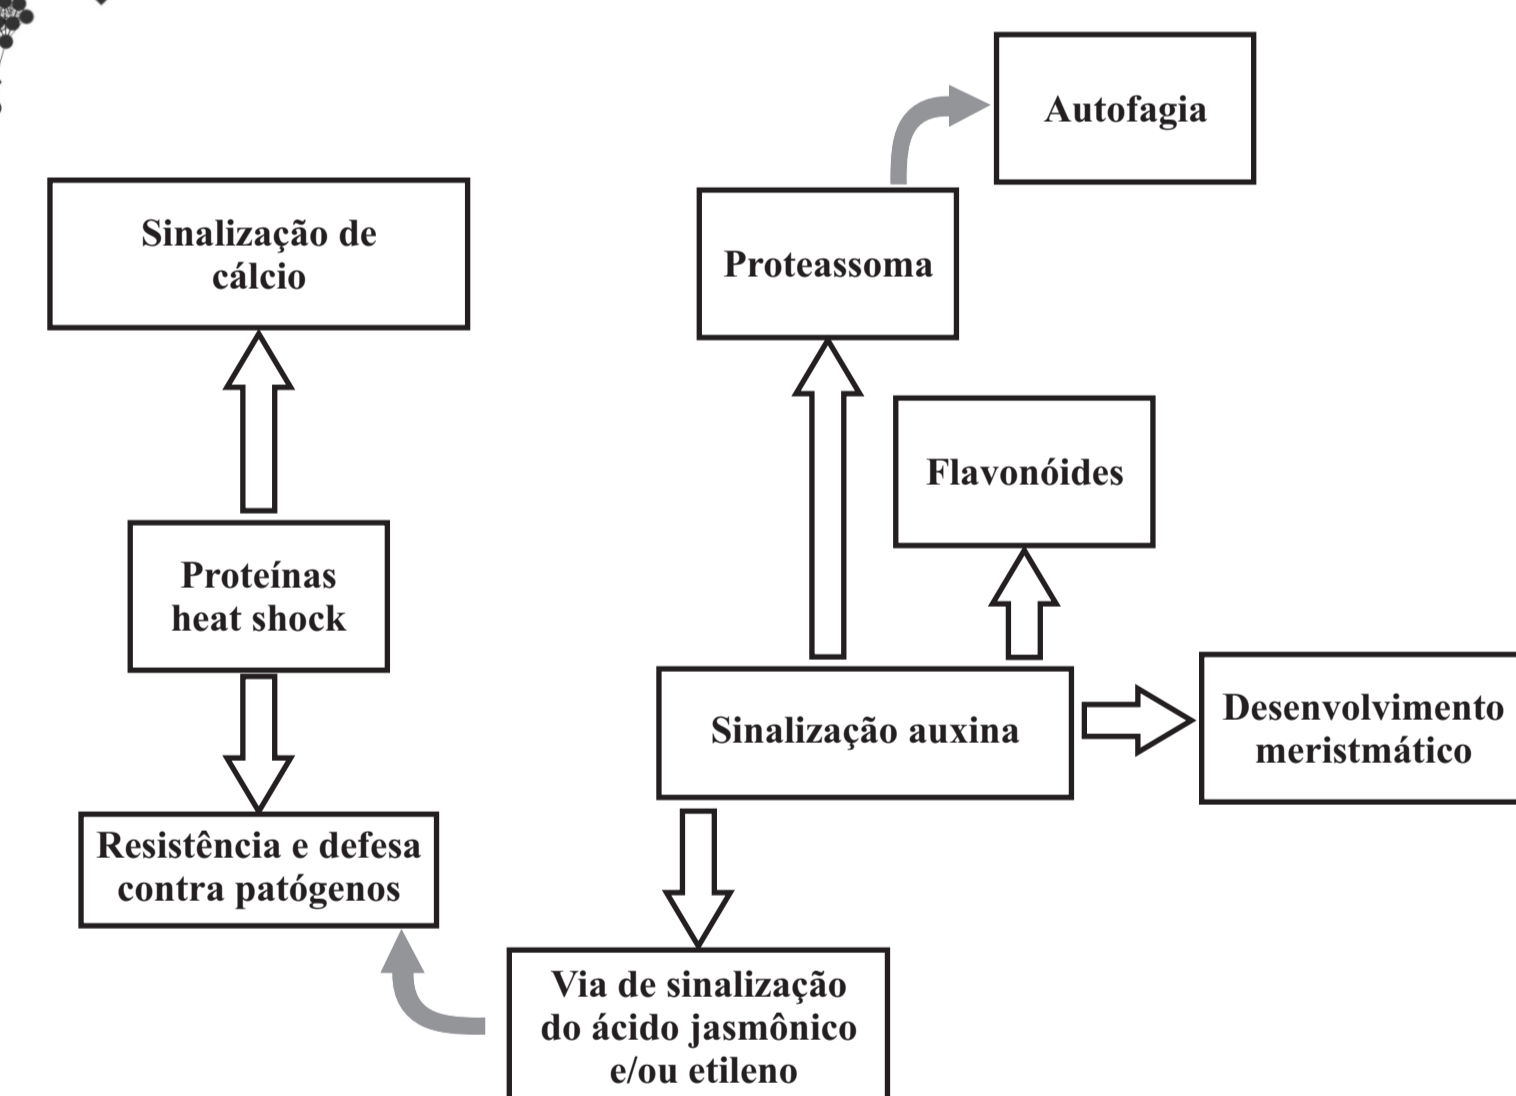 Autofagia
Sinalização de
cálcio
Proteassoma
Flavonóides
Proteínas
heat shock
Sinalização auxina
Desenvolvimento
meristmático
Resistência e defesa
contra patógenos
Via de sinalização
do ácido jasmônico
e/ou etileno